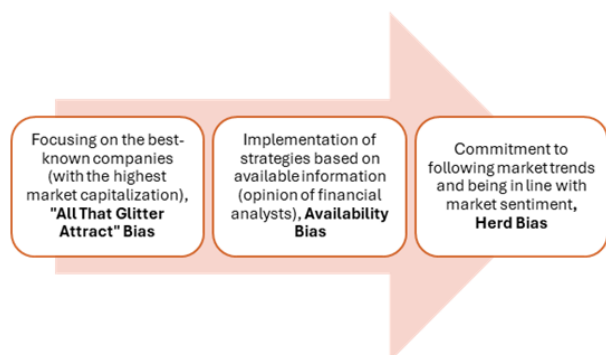 Focusing on the best-
known companies
(with the highest
market capitalization),
"All That Glitter
Attract" Bias
Implementation of
strategies based on
available information
(opinion of financial
analysts), Availability
Bias
Commitment to
following market trends
and being in line with
market sentiment,
Herd Bias